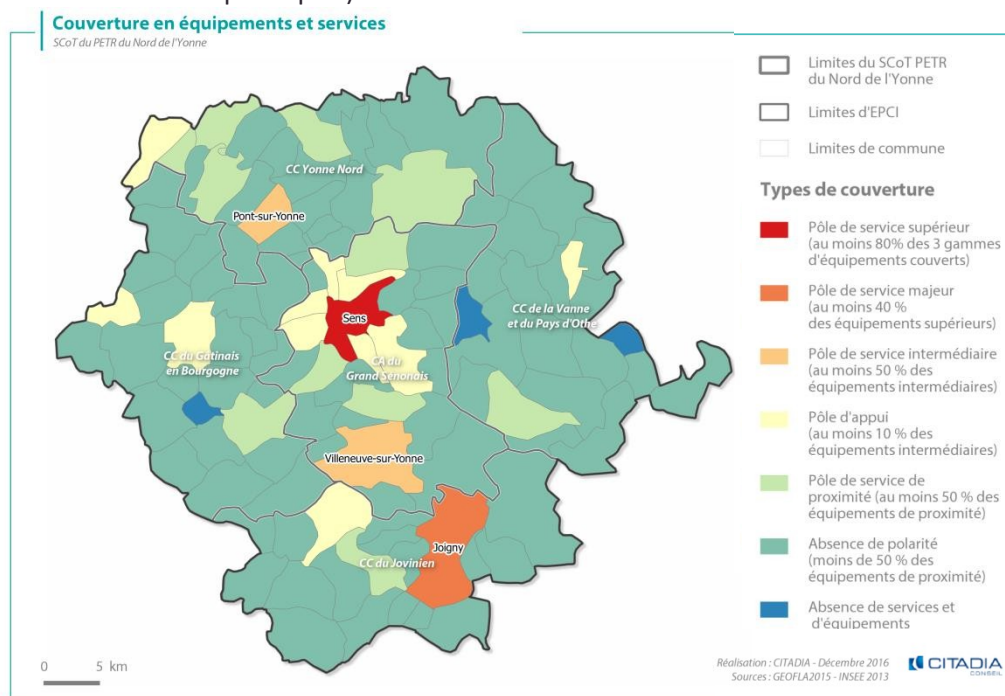 Couverture en équipements et services
SCoT du PETR du Nord de l'Yonne
Limites du SCoT PETR
du Nord de l'Yonne
Limites d'EPCI
Limites de commune
Types de couverture
Pôle de service supérieur
(au moins 80% des 3 gammes
d'équipements couverts)
Pôle de service majeur
(au moins 40 %
des équipements supérieurs)
Pôle de service intermédiaire
(au moins 50 % des
équipements intermédiaires)
Pôle d'appui
(au moins 10 % des
équipements intermédiaires)
Pôle de service de
proximité (au moins 50 % des
équipements de proximité)
Absence de polarité
(moins de 50 % des
équipements de proximité)
Absence de services et
d'équipements
CC Yonne Nord
Pont-sur-Yonne
Sens
CC de la Vanne
et du Pays d'Othe
CC du Gâtinais
en Bourgogne
CA du
Grand Sénonais
Villeneuve-sur-Yonne
Joigny
CC du Jovinien
0 5 km
Réalisation : CITADIA - Décembre 2016
Sources : GEOFLA2015 - INSEE 2013
CITADIA
CONSEIL